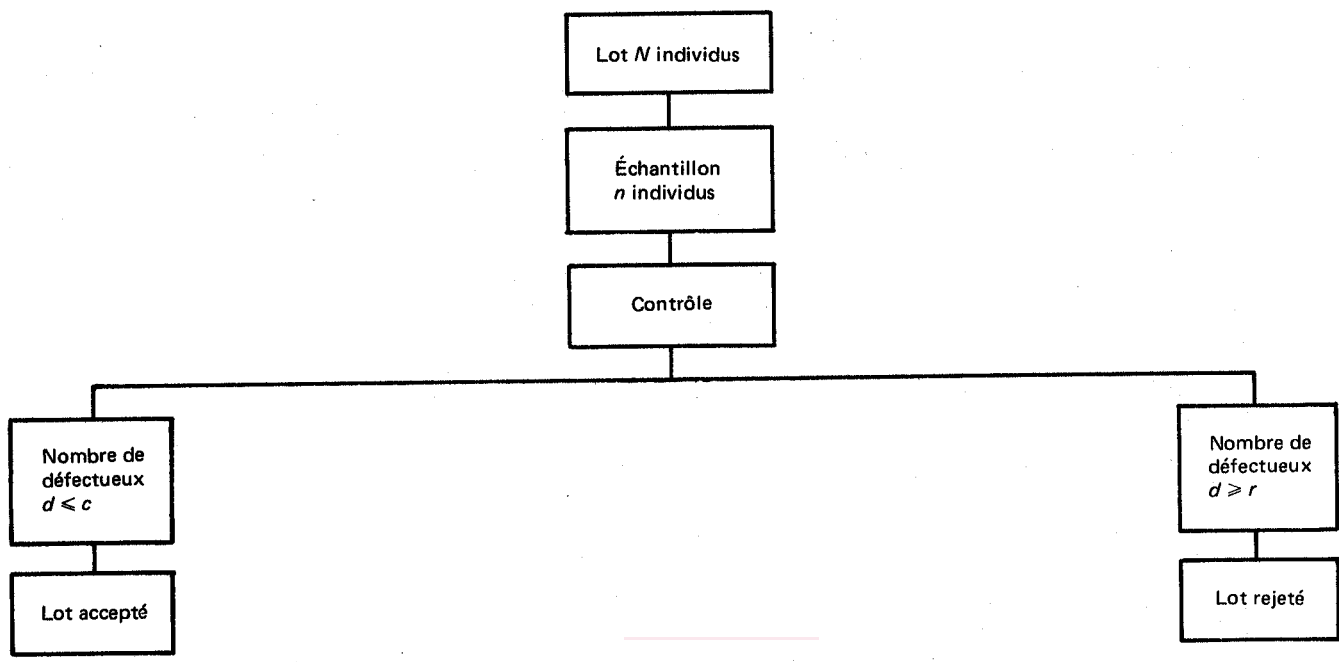 Lot N individus
Échantillon
n individus
Contrôle
Nombre de
défectueux
d ⩽ c
Nombre de
défectueux
d ⩾ r
Lot accepté
Lot rejeté